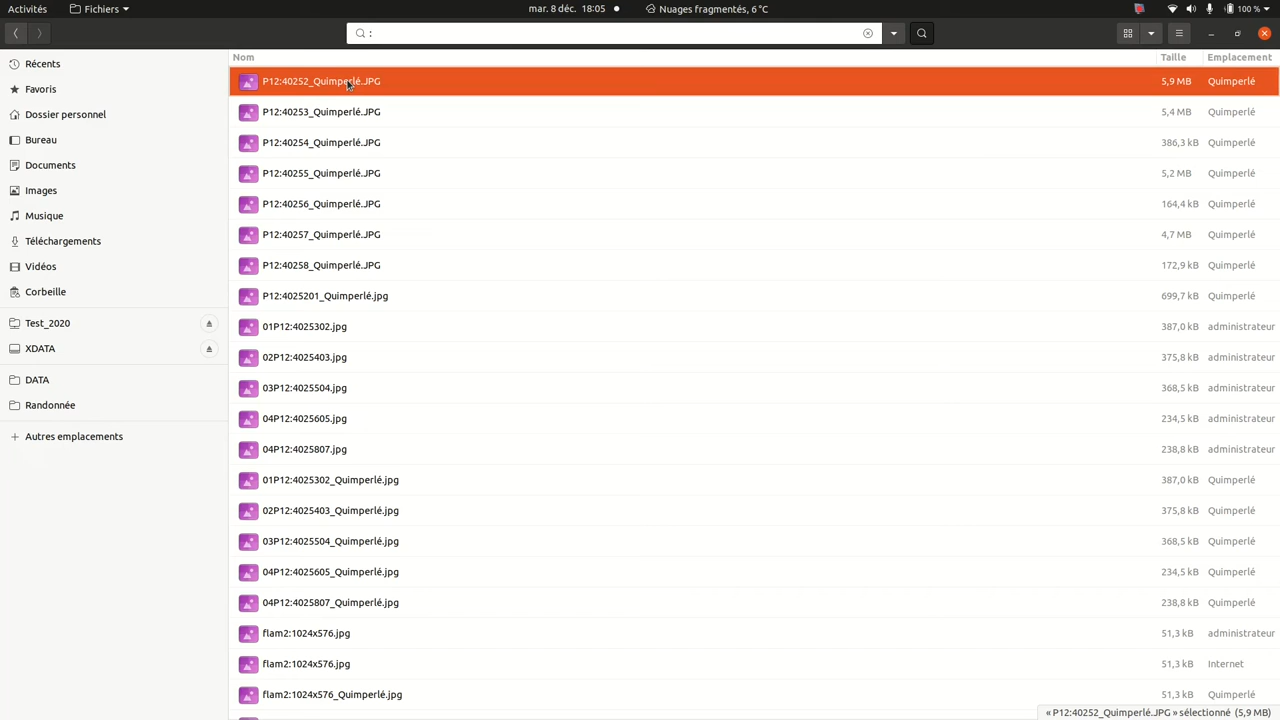 Activités Fichiers mar. 8 déc. 18:05 Nuages fragmentés, 6 °C 100 %
:
Nom Taille Emplacement
Récents
Favoris
Dossier personnel
Bureau
Documents
Images
Musique
Téléchargements
Vidéos
Corbeille
Test_2020
XDATA
DATA
Randonnée
+ Autres emplacements
P12:40252_Quimperlé.JPG 5,9 MB Quimperlé
P12:40253_Quimperlé.JPG 5,4 MB Quimperlé
P12:40254_Quimperlé.JPG 386,3 kB Quimperlé
P12:40255_Quimperlé.JPG 5,2 MB Quimperlé
P12:40256_Quimperlé.JPG 164,4 kB Quimperlé
P12:40257_Quimperlé.JPG 4,7 MB Quimperlé
P12:40258_Quimperlé.JPG 172,9 kB Quimperlé
P12:4025201_Quimperlé.jpg 699,7 kB Quimperlé
01P12:4025302.jpg 387,0 kB administrateur
02P12:4025403.jpg 375,8 kB administrateur
03P12:4025504.jpg 368,5 kB administrateur
04P12:4025605.jpg 234,5 kB administrateur
04P12:4025807.jpg 238,8 kB administrateur
01P12:4025302_Quimperlé.jpg 387,0 kB Quimperlé
02P12:4025403_Quimperlé.jpg 375,8 kB Quimperlé
03P12:4025504_Quimperlé.jpg 368,5 kB Quimperlé
04P12:4025605_Quimperlé.jpg 234,5 kB Quimperlé
04P12:4025807_Quimperlé.jpg 238,8 kB Quimperlé
flam2:1024x576.jpg 51,3 kB administrateur
flam2:1024x576.jpg 51,3 kB Internet
flam2:1024x576_Quimperlé.jpg 51,3 kB Quimperlé
« P12:40252_Quimperlé.JPG » sélectionné (5,9 MB)